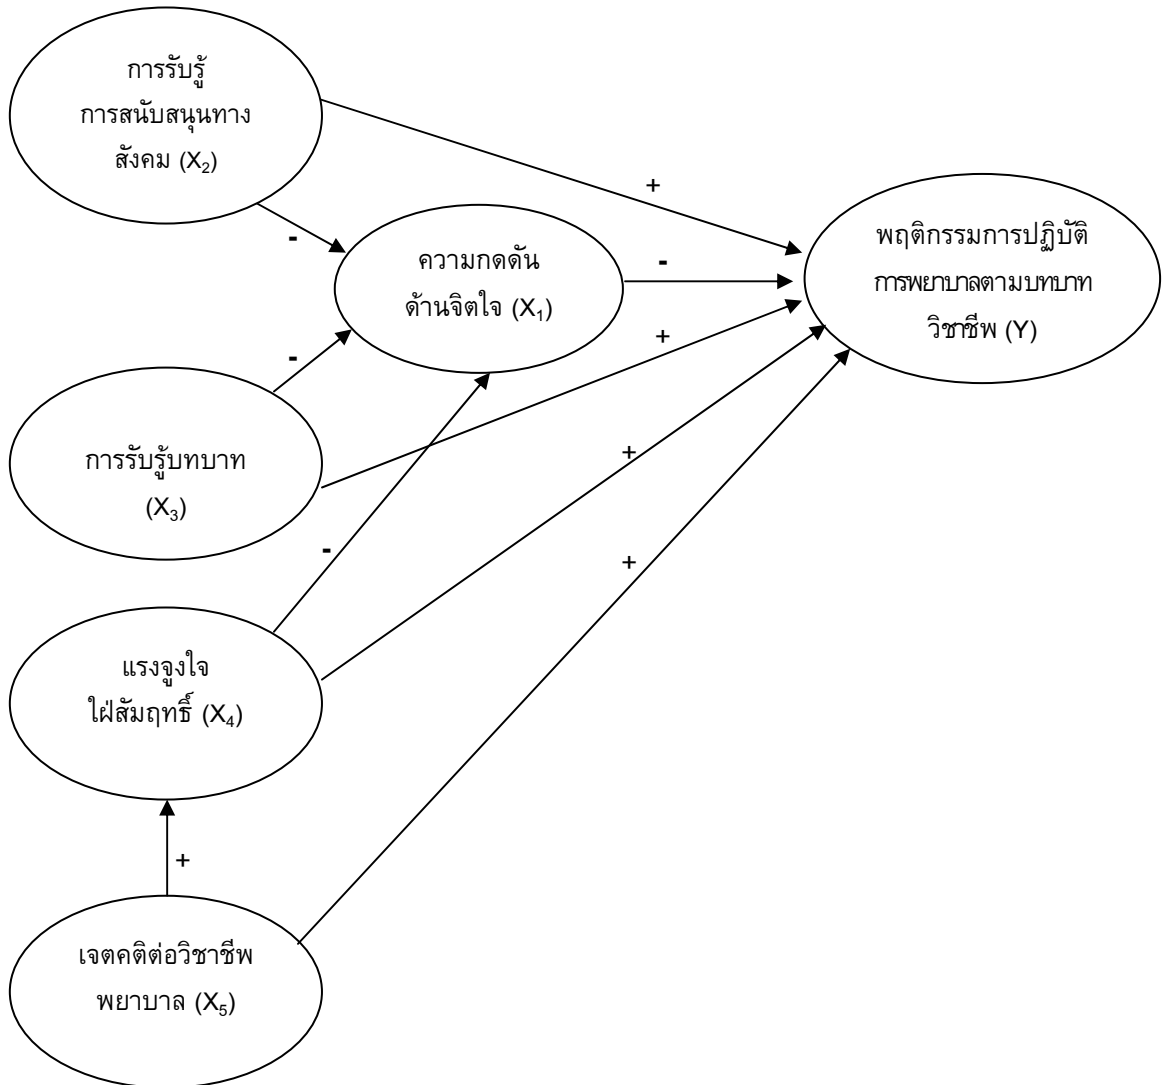 การรับรู้
การสนับสนุนทาง
สังคม (X₂)
+
-
ความกดดัน
ด้านจิตใจ (X₁)
-
พฤติกรรมการปฏิบัติ
การพยาบาลตามบทบาท
วิชาชีพ (Y)
-
+
การรับรู้บทบาท
(X₃)
+
-
+
แรงจูงใจ
ใฝ่สัมฤทธิ์ (X₄)
+
เจตคติต่อวิชาชีพ
พยาบาล (X₅)